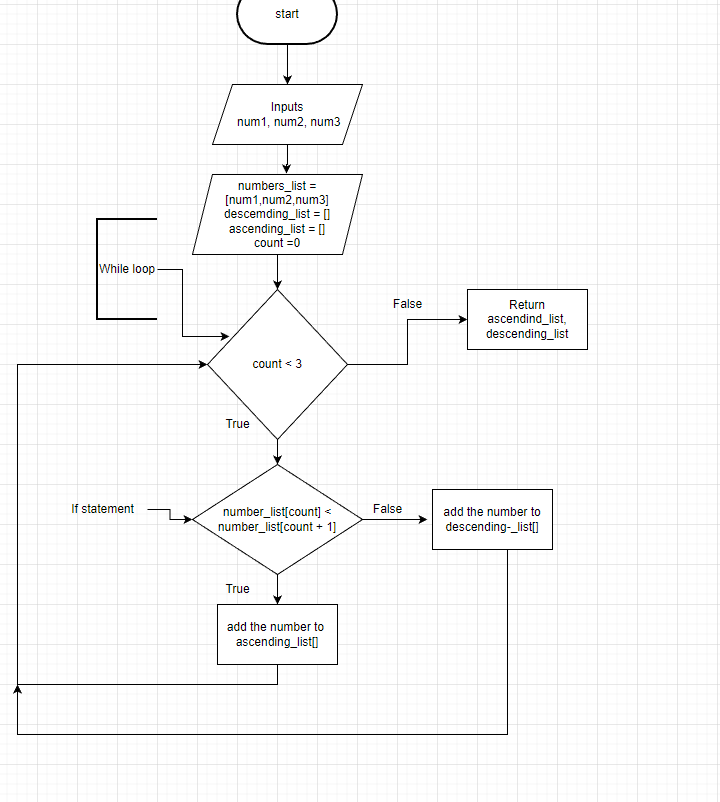 start
Inputs
num1, num2, num3
numbers_list =
[num1,num2,num3]
descemding_list = []
ascending_list = []
count =0
While loop
False
Return
ascendind_list,
descending_list
count < 3
True
If statement
number_list[count] <
number_list[count + 1]
False
add the number to
descending-_list[]
True
add the number to
ascending_list[]